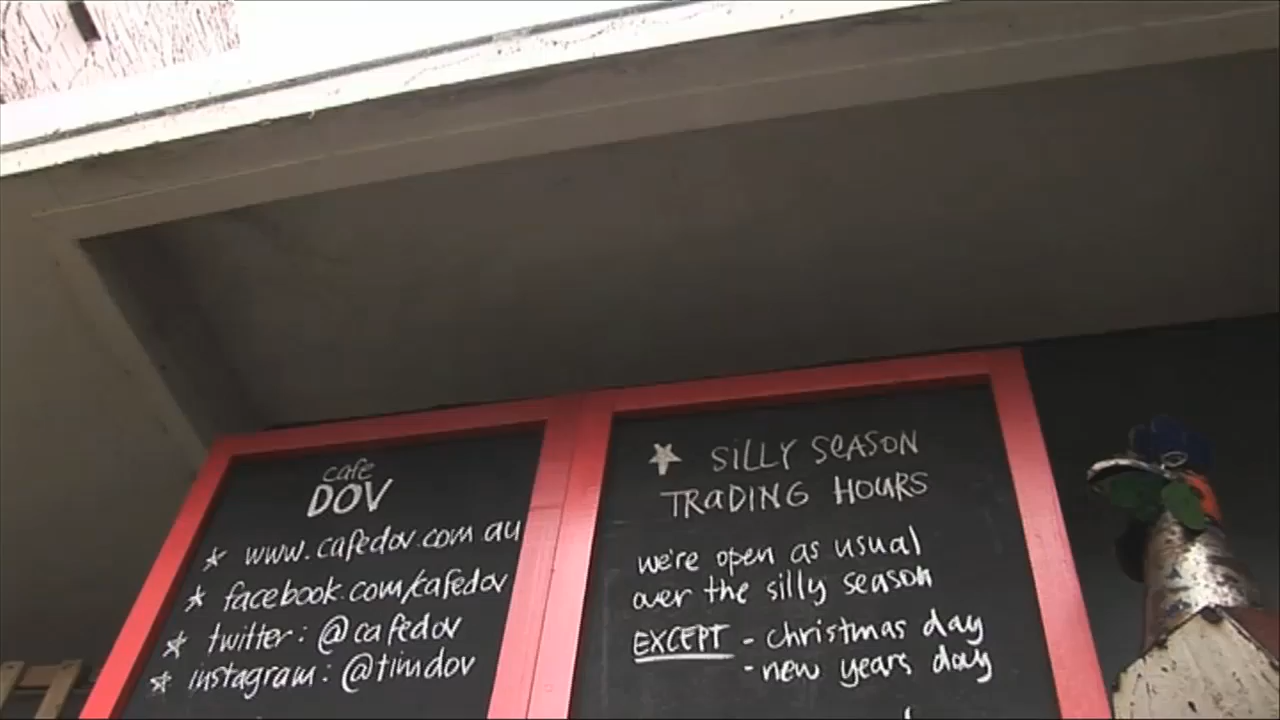 cafe
DOV
www.cafedov.com.au
facebook.com/cafedov
twitter: @cafedov
instagram: @timdov
SILLY SEASON
TRADING HOURS
we're open as usual
over the silly season
EXCEPT - christmas day
- new years day